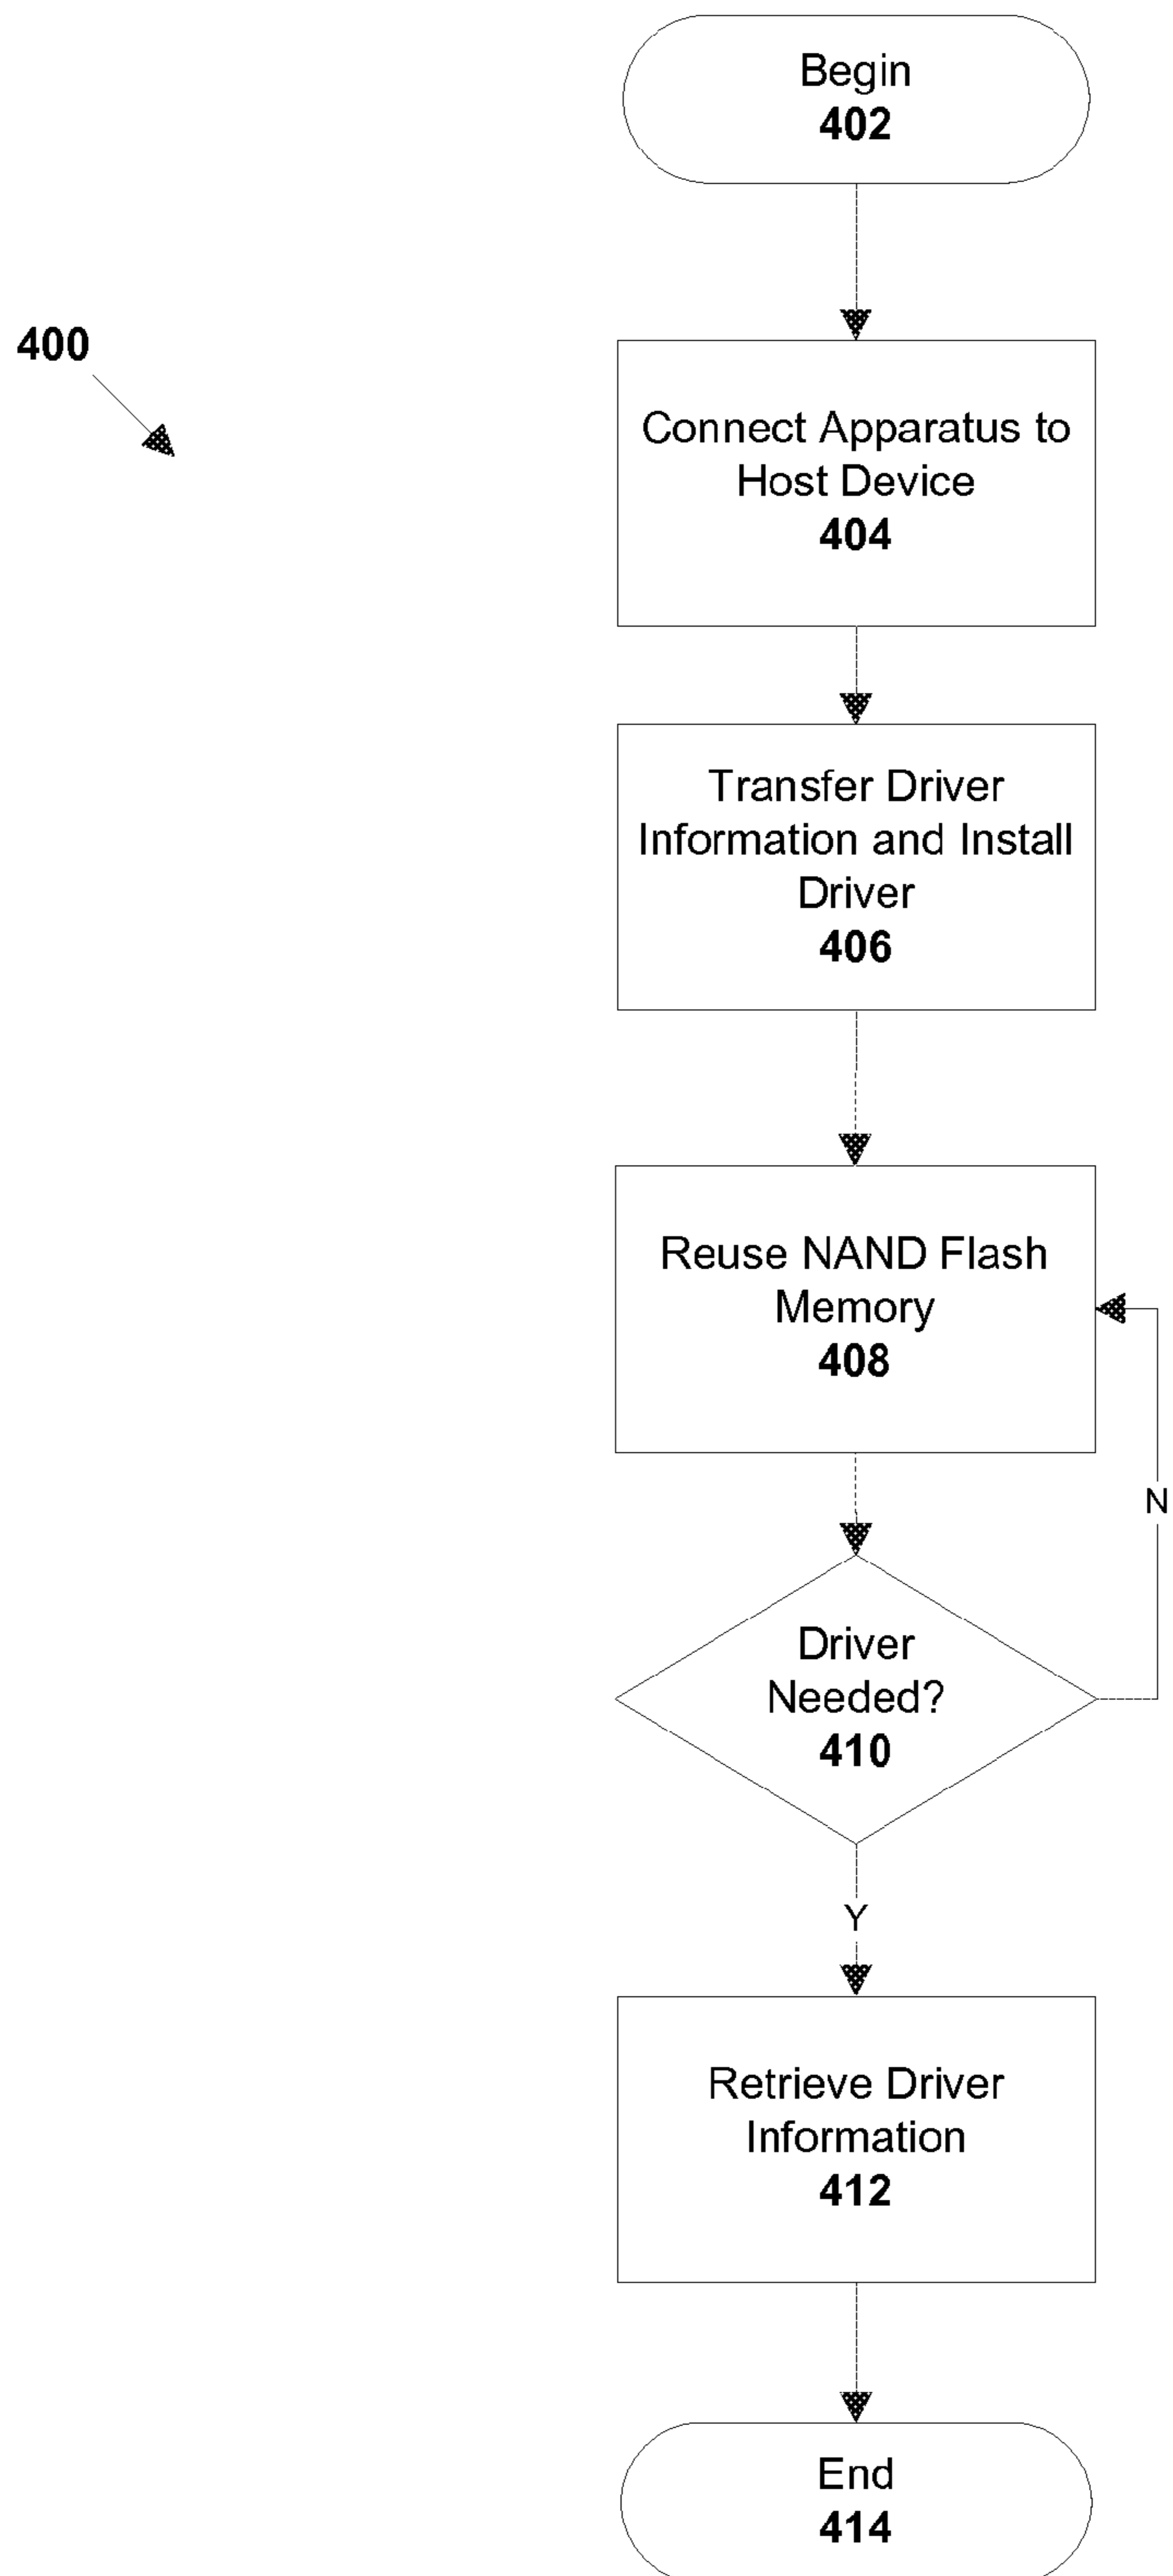 Begin
402
400
Connect Apparatus to
Host Device
404
Transfer Driver
Information and Install
Driver
406
Reuse NAND Flash
Memory
408
N
Driver
Needed?
410
Y
Retrieve Driver
Information
412
End
414